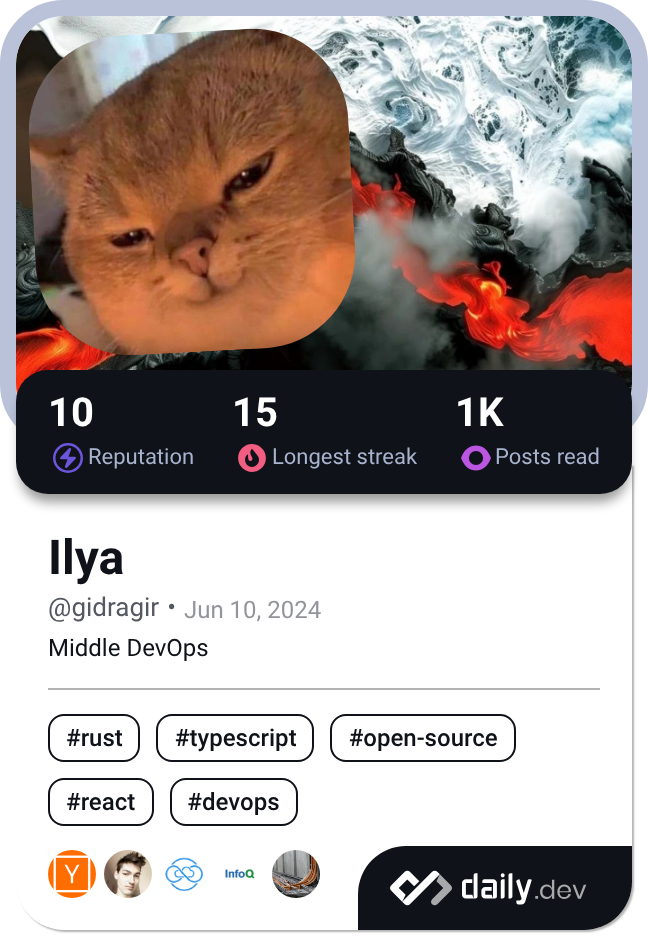 10 15 1K
Reputation Longest streak Posts read
Ilya
@gidragir • Jun 10, 2024
Middle DevOps
#rust #typescript #open-source
#react #devops
Y InfoQ
daily.dev